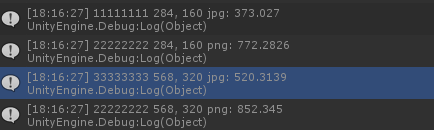 [18:16:27] 11111111 284, 160 jpg: 373.027
UnityEngine.Debug:Log(Object)
[18:16:27] 22222222 284, 160 png: 772.2826
UnityEngine.Debug:Log(Object)
[18:16:27] 33333333 568, 320 jpg: 520.3139
UnityEngine.Debug:Log(Object)
[18:16:27] 22222222 568, 320 png: 852.345
UnityEngine.Debug:Log(Object)